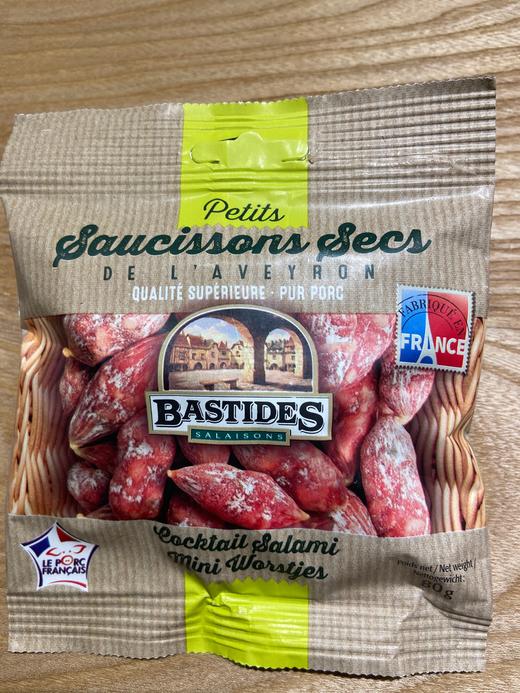 Petits
Saucissons Secs
DE L'AVEYRON
QUALITÉ SUPÉRIEURE · PUR PORC
FABRIQUÉ EN
FRANCE
BASTIDES
SALAISONS
LE PORC
FRANÇAIS
Cocktail Salami
Mini Worstjes
Poids net / Net weight
Nettogewicht:
80g